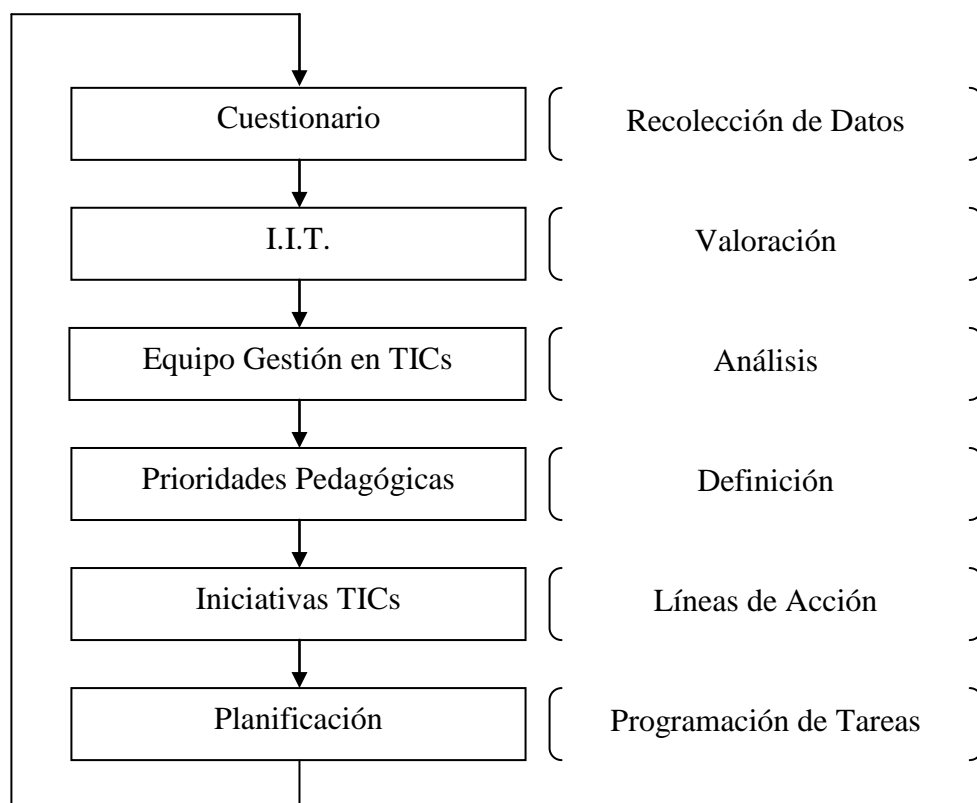 Cuestionario
Recolección de Datos
I.I.T.
Valoración
Equipo Gestión en TICs
Análisis
Prioridades Pedagógicas
Definición
Iniciativas TICs
Líneas de Acción
Planificación
Programación de Tareas